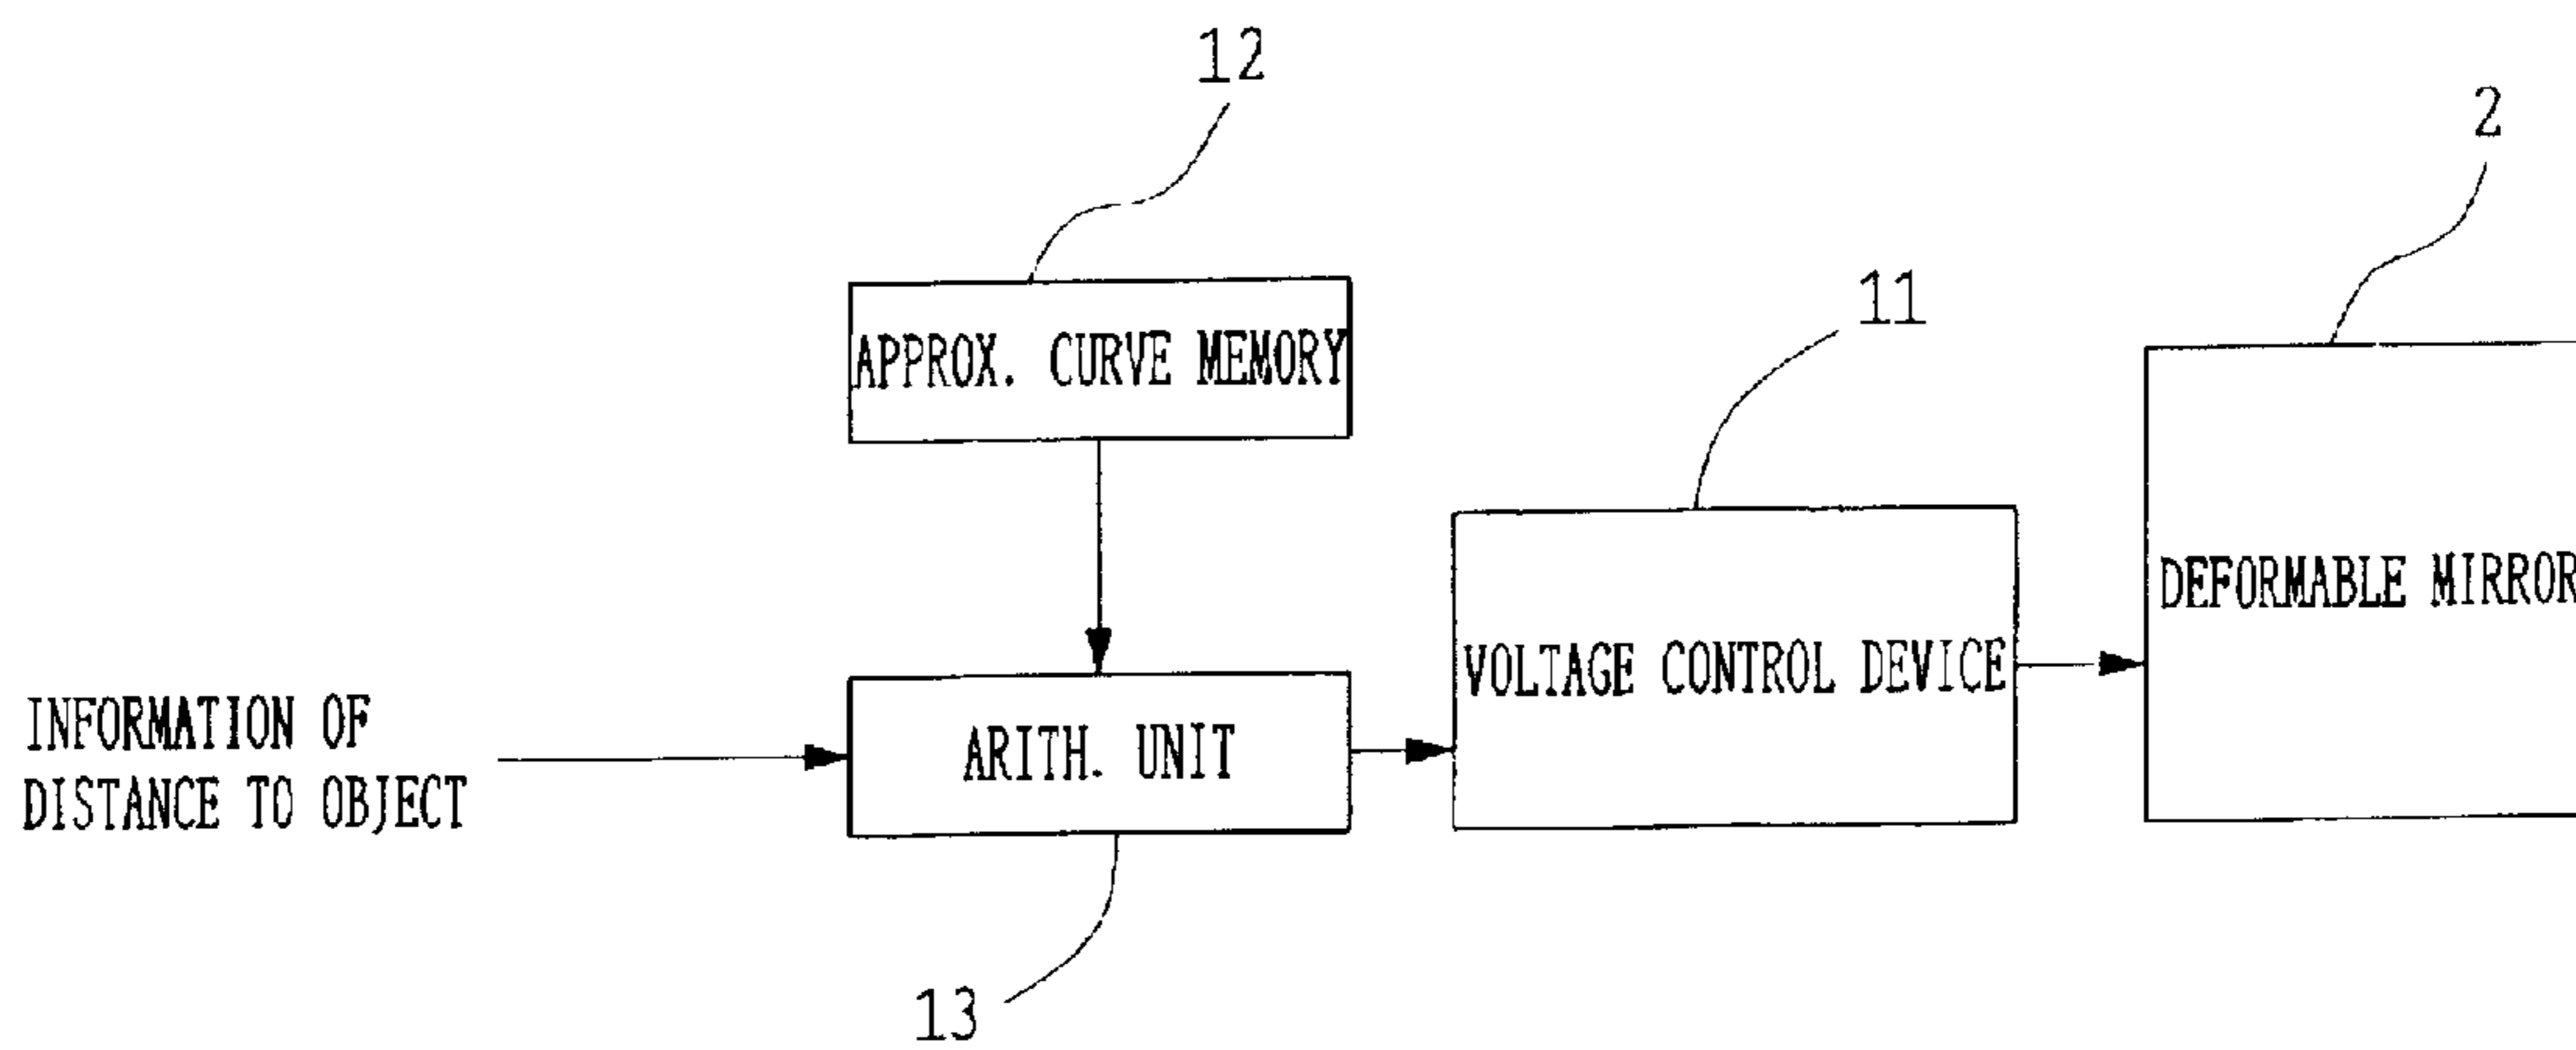 12
2
11
APPROX. CURVE MEMORY
DEFORMABLE MIRROR
VOLTAGE CONTROL DEVICE
INFORMATION OF
DISTANCE TO OBJECT
ARITH. UNIT
13